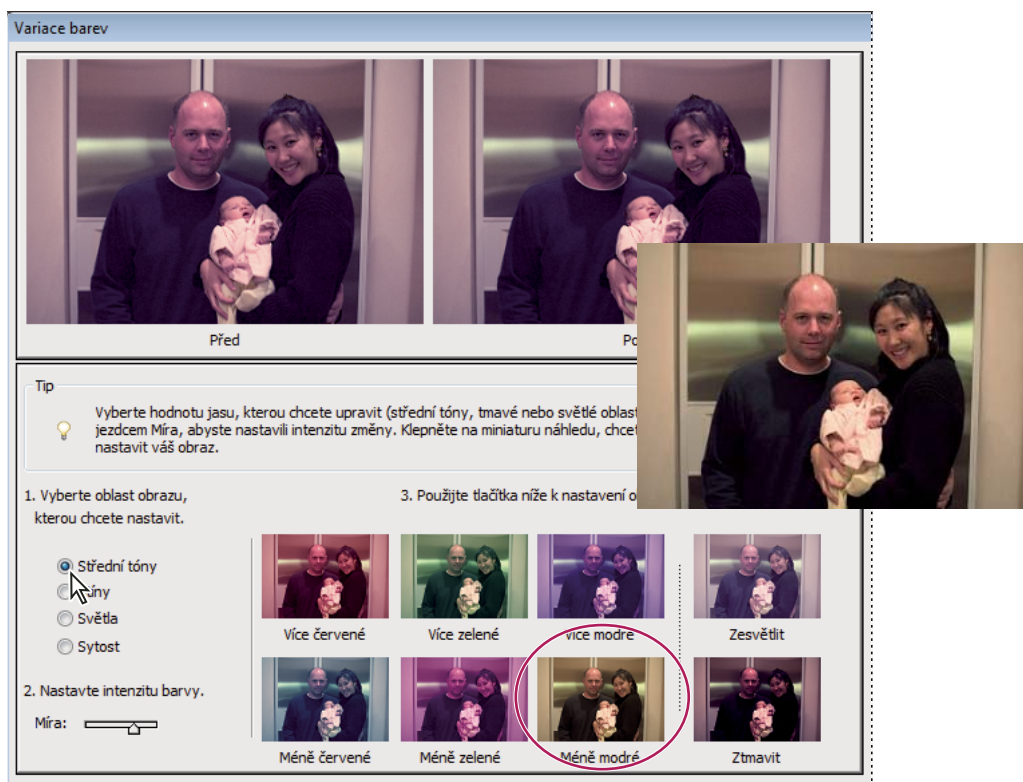 Variace barev
Před
Tip
Vyberte hodnotu jasu, kterou chcete upravit (střední tóny, tmavé nebo světlé
jezdcem Míra, abyste nastavili intenzitu změny. Klepněte na miniaturu náhledu,
nastavit váš obraz.
1. Vyberte oblast obrazu,
kterou chcete nastavit.
3. Použijte tlačítka níže k nastavení
Střední tóny
Světla
Sytost
2. Nastavte intenzitu barvy.
Míra:
Více červené
Více zelené
Více modré
Zesvětlit
Méně červené
Méně zelené
Méně modré
Ztmavit